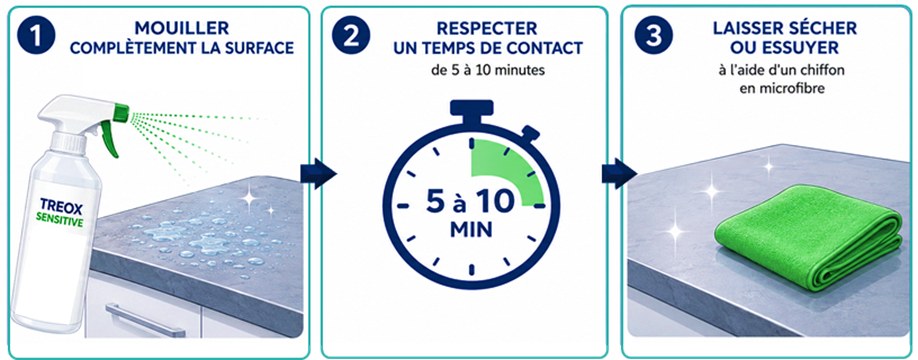 1
MOUILLER
COMPLÈTEMENT LA SURFACE
TREOX
SENSITIVE
2
RESPECTER
UN TEMPS DE CONTACT
de 5 à 10 minutes
5 à 10
MIN
3
LAISSER SÉCHER
OU ESSUYER
à l'aide d'un chiffon
en microfibre